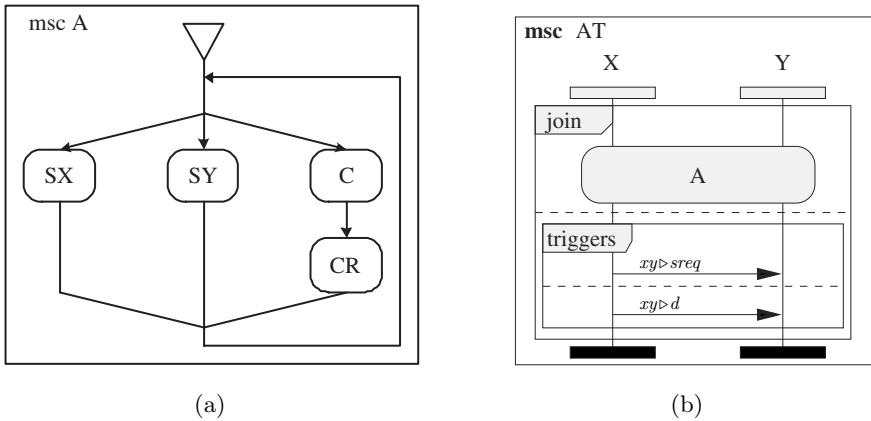 msc A
SX SY C
CR
(a)
msc AT
X Y
join
A
triggers
xy▷sreq
xy▷d
(b)